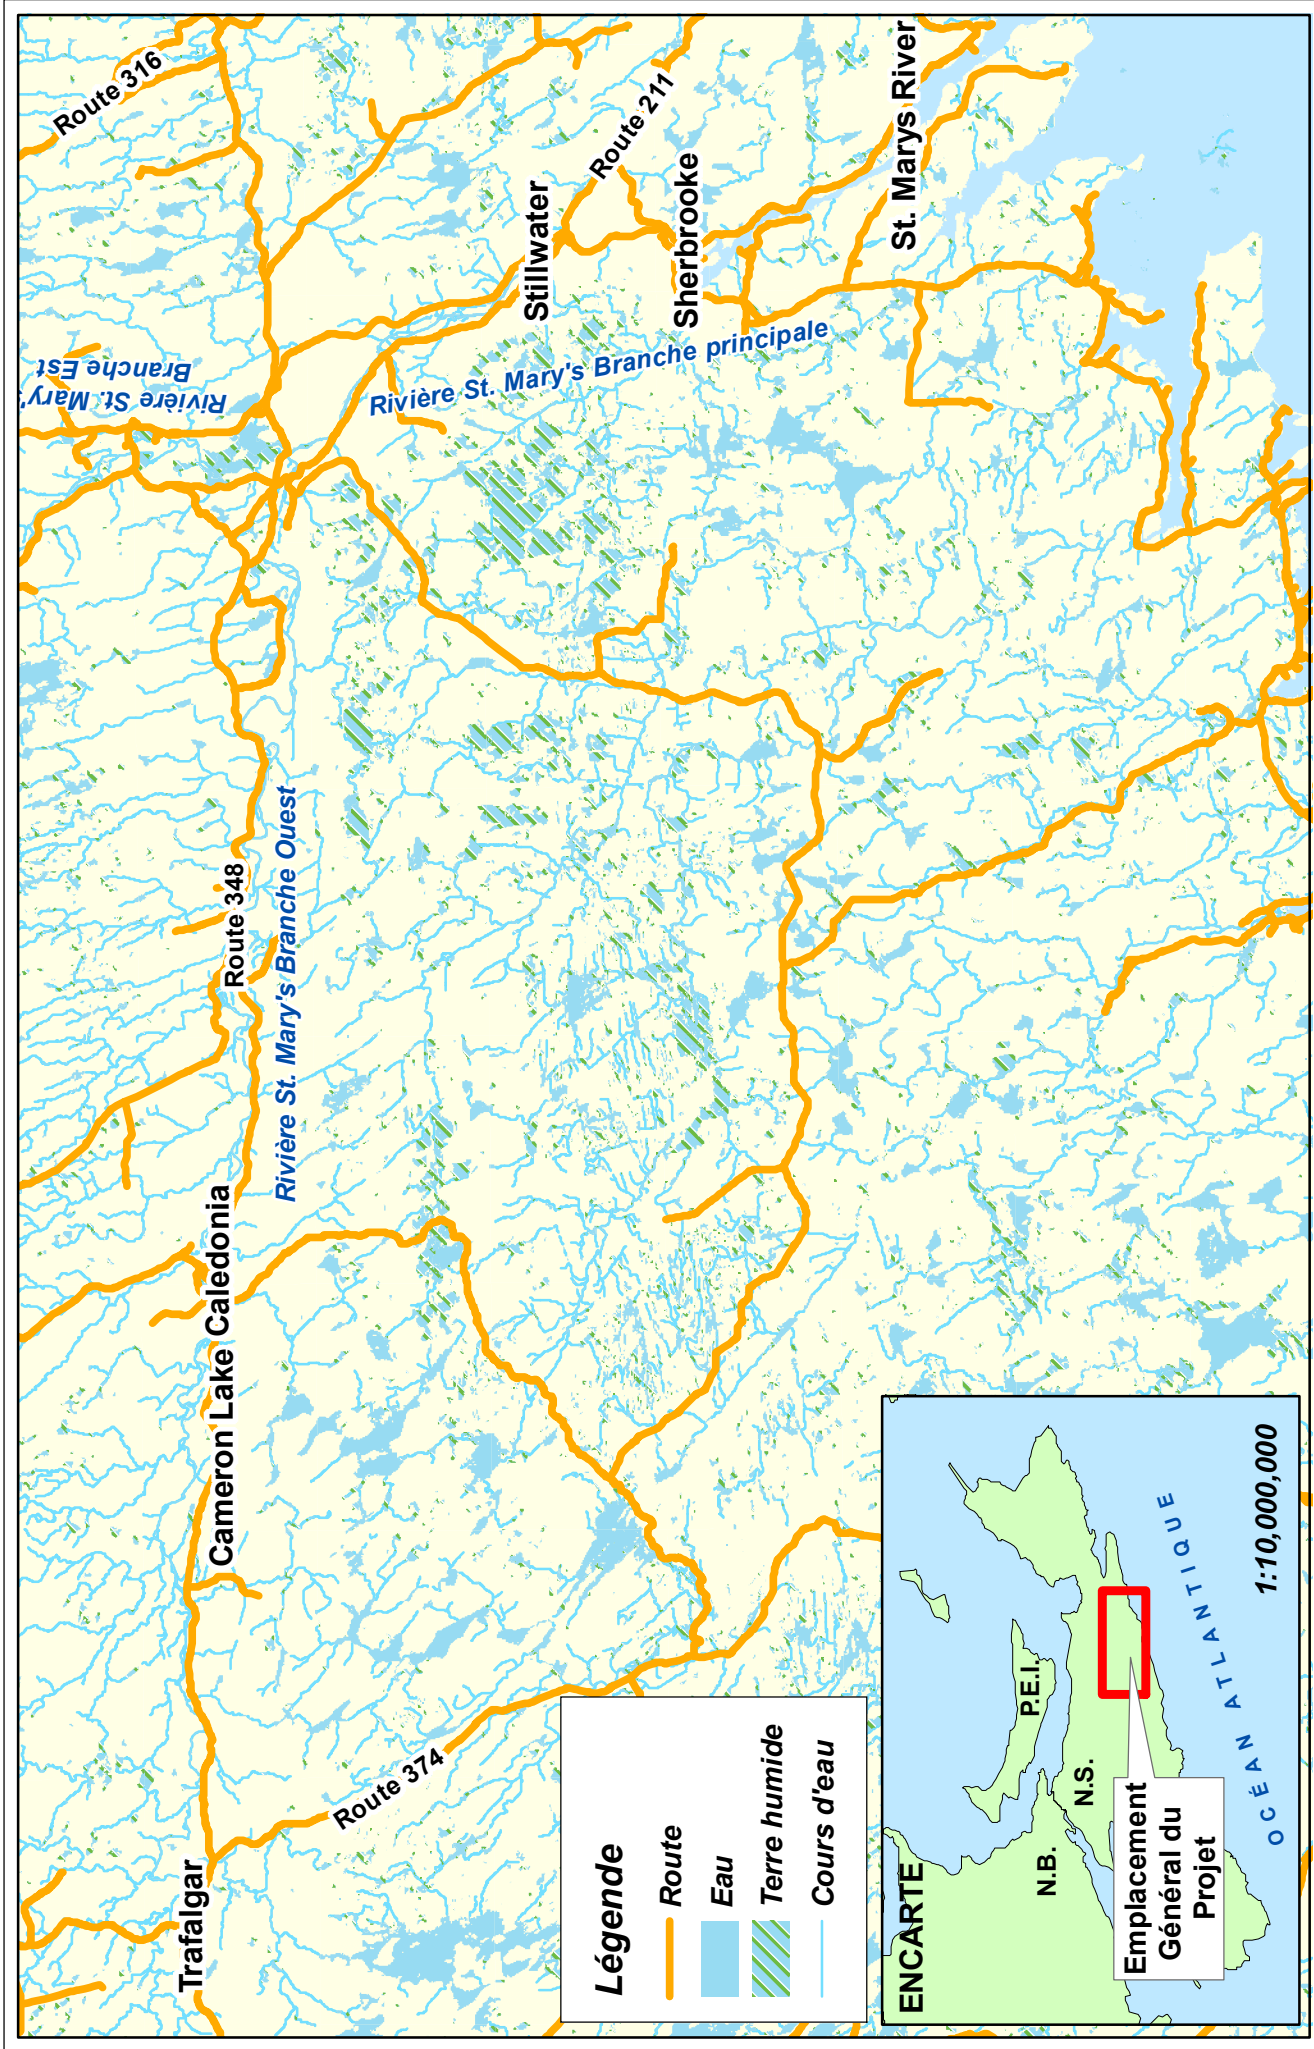 Route 316
Route 211
St. Marys River
Stillwater
Sherbrooke
Rivière St. Mary'
Branche Est
Rivière St. Mary's Branche principale
Route 348
Rivière St. Mary's Branche Ouest
Caledonia
Cameron Lake
Trafalgar
Route 374
Légende
Route
Eau
Terre humide
Cours d'eau
ENCARTE
N.B.
P.E.I.
N.S.
Emplacement
Général du
Projet
OCÉAN ATLANTIQUE
1:10,000,000